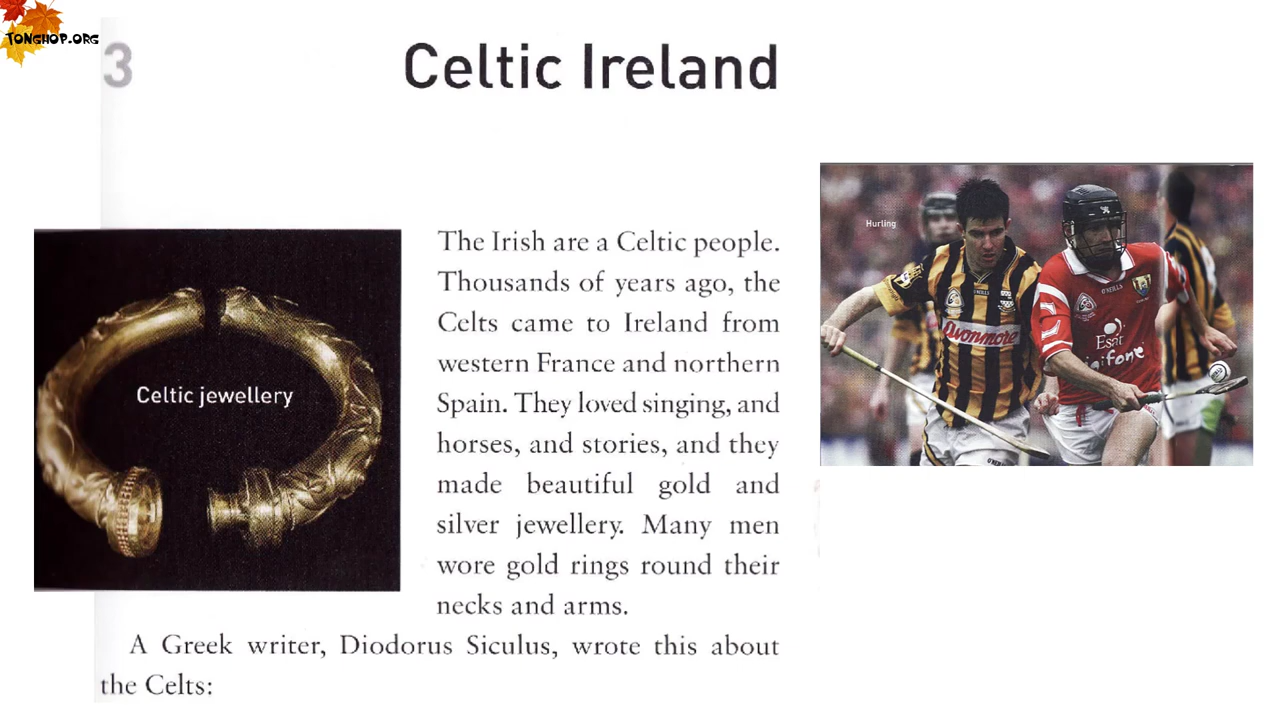 TONGHOP.ORG
3
Celtic Ireland
Hurling
Celtic jewellery
The Irish are a Celtic people.
Thousands of years ago, the
Celts came to Ireland from
western France and northern
Spain. They loved singing, and
horses, and stories, and they
made beautiful gold and
silver jewellery. Many men
wore gold rings round their
necks and arms.
A Greek writer, Diodorus Siculus, wrote this about
the Celts:
O'NEILLS
Avonmore
O'NEILLS
Esat
digifone
O'NEILLS